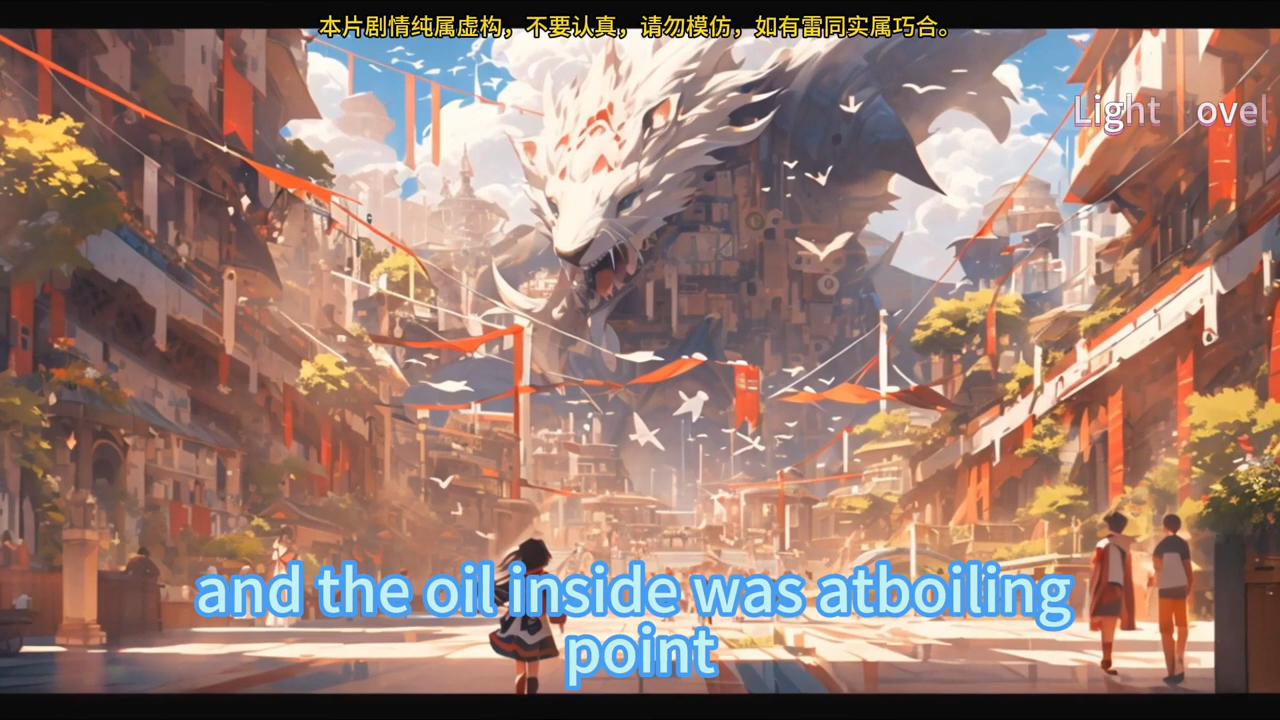 本片剧情纯属虚构，不要认真，请勿模仿，如有雷同实属巧合。
Light ovel
and the oil inside was atboiling
point